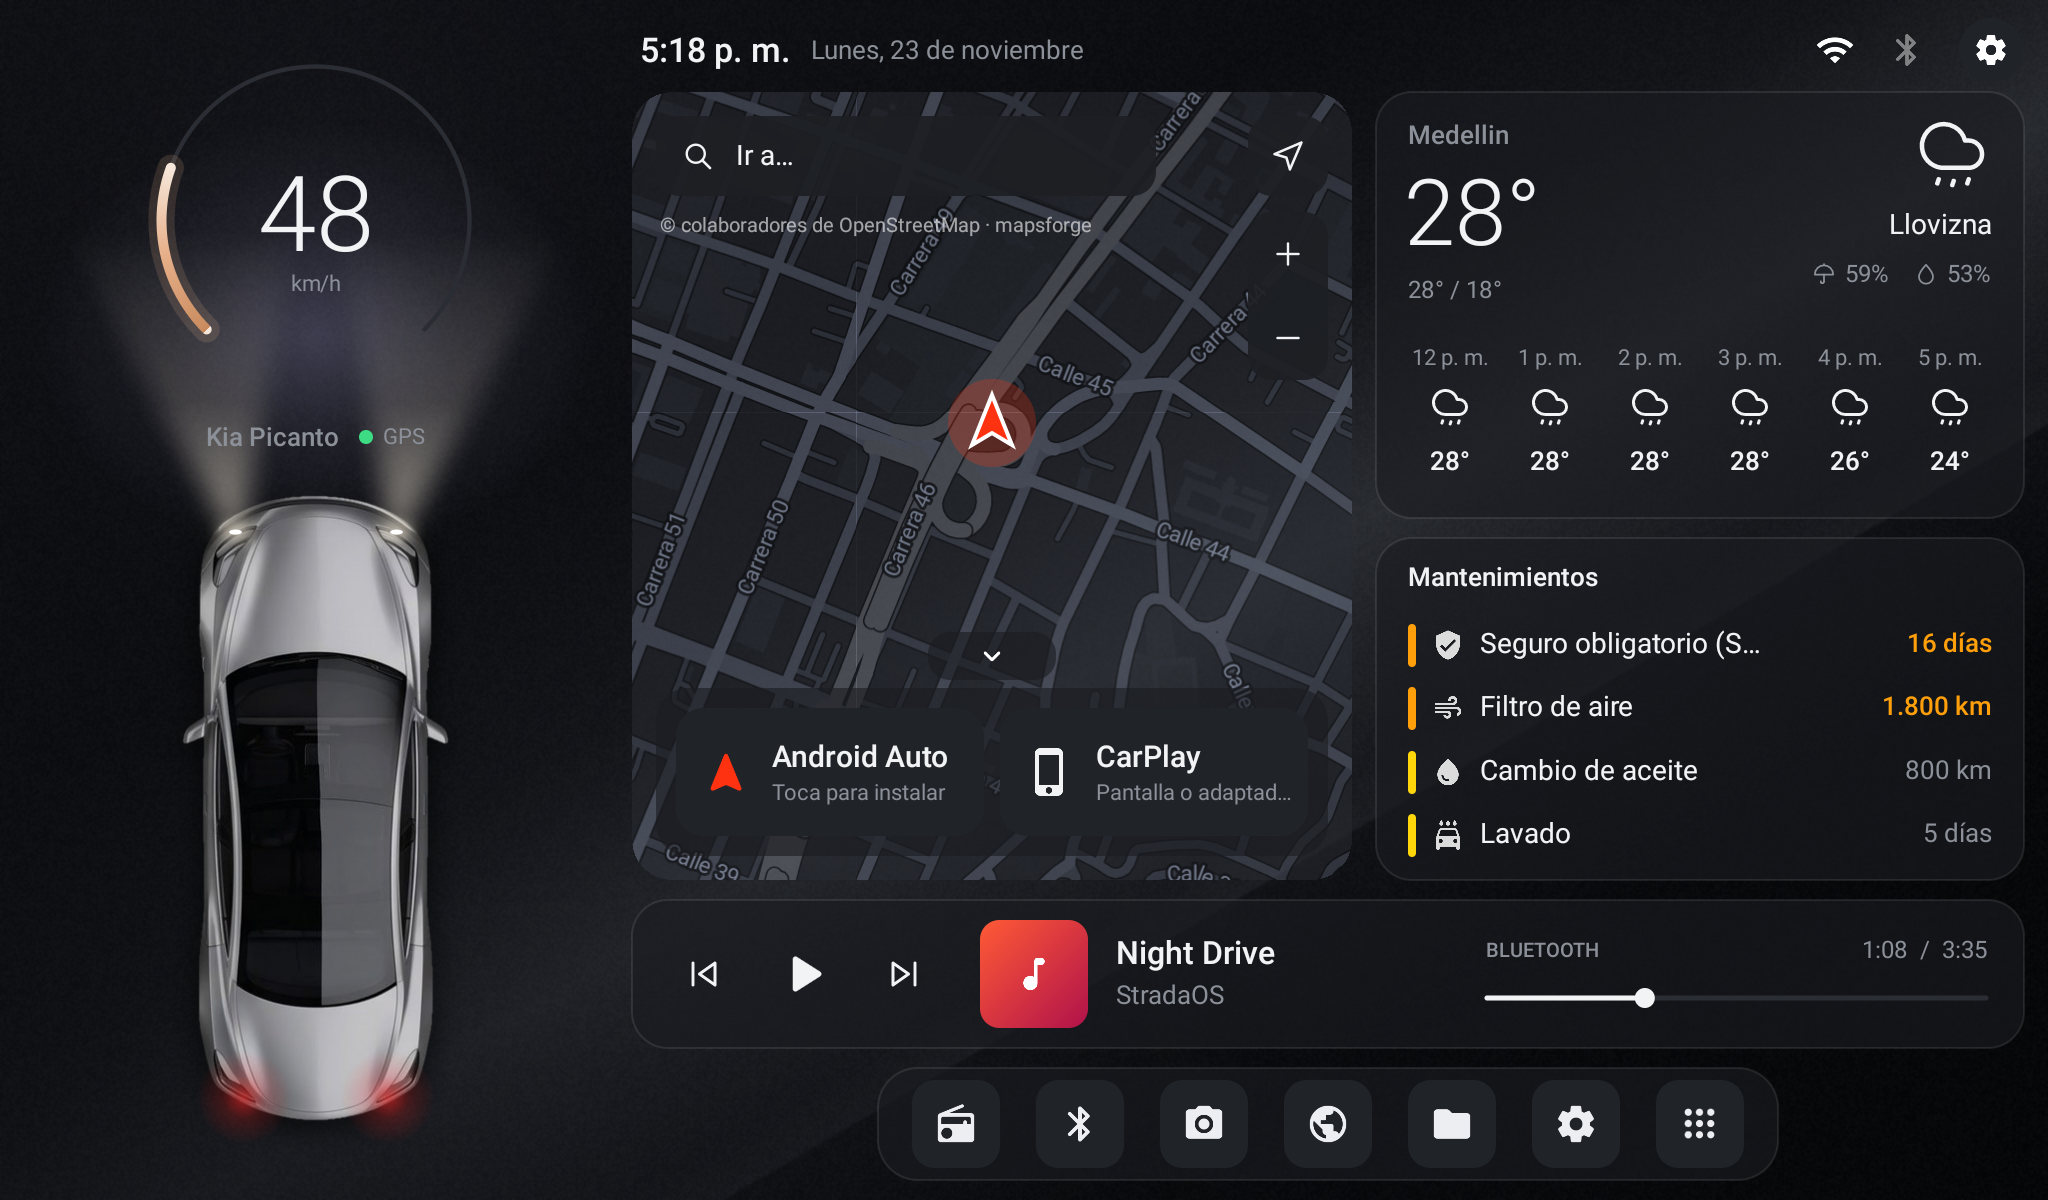 5:18 p. m. Lunes, 23 de noviembre
48
km/h
Kia Picanto GPS
Ir a...
© colaboradores de OpenStreetMap · mapsforge
Carrera
Carrera 49
Carrera
Calle 45
Carrera 46
Carrera 50
Carrera 51
Calle 44
Calle
Calle 39
Android Auto
Toca para instalar
CarPlay
Pantalla o adaptad...
Medellin
28°
28° / 18°
Llovizna
59% 53%
12 p. m. 1 p. m. 2 p. m. 3 p. m. 4 p. m. 5 p. m.
28° 28° 28° 28° 26° 24°
Mantenimientos
Seguro obligatorio (S... 16 días
Filtro de aire 1.800 km
Cambio de aceite 800 km
Lavado 5 días
Night Drive
StradaOS
BLUETOOTH 1:08 / 3:35